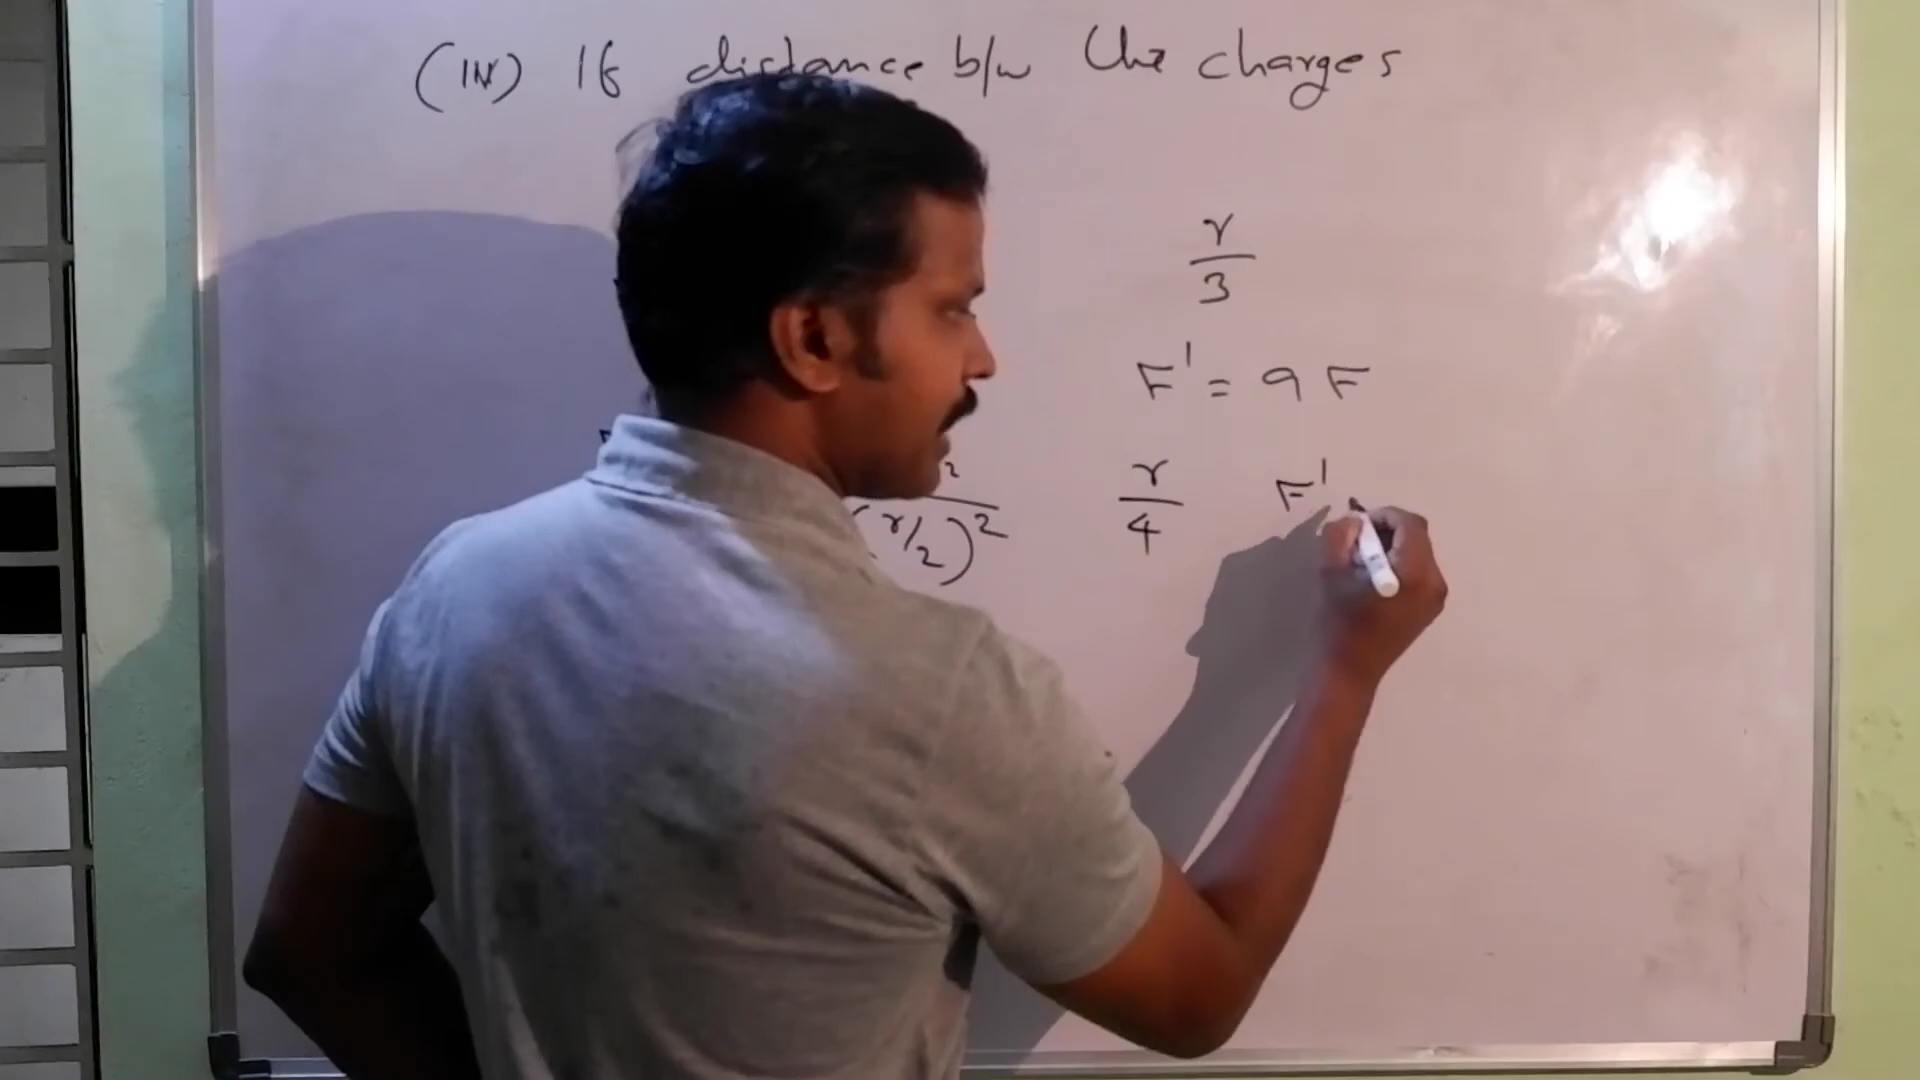 (IV) If distance b/w the charges
r/3
F' = 9 F
(r/2)²
r/4 F'